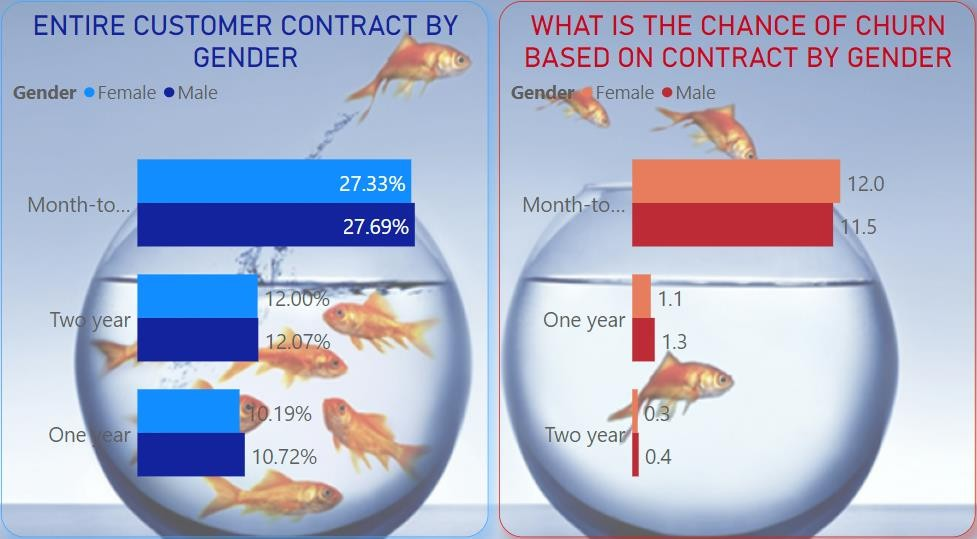 ENTIRE CUSTOMER CONTRACT BY
GENDER
Gender Female Male
Month-to...
27.33%
27.69%
Two year
12.00%
12.07%
One year
10.19%
10.72%
WHAT IS THE CHANCE OF CHURN
BASED ON CONTRACT BY GENDER
Gender Female Male
Month-to...
12.0
11.5
One year
1.1
1.3
Two year
0.3
0.4